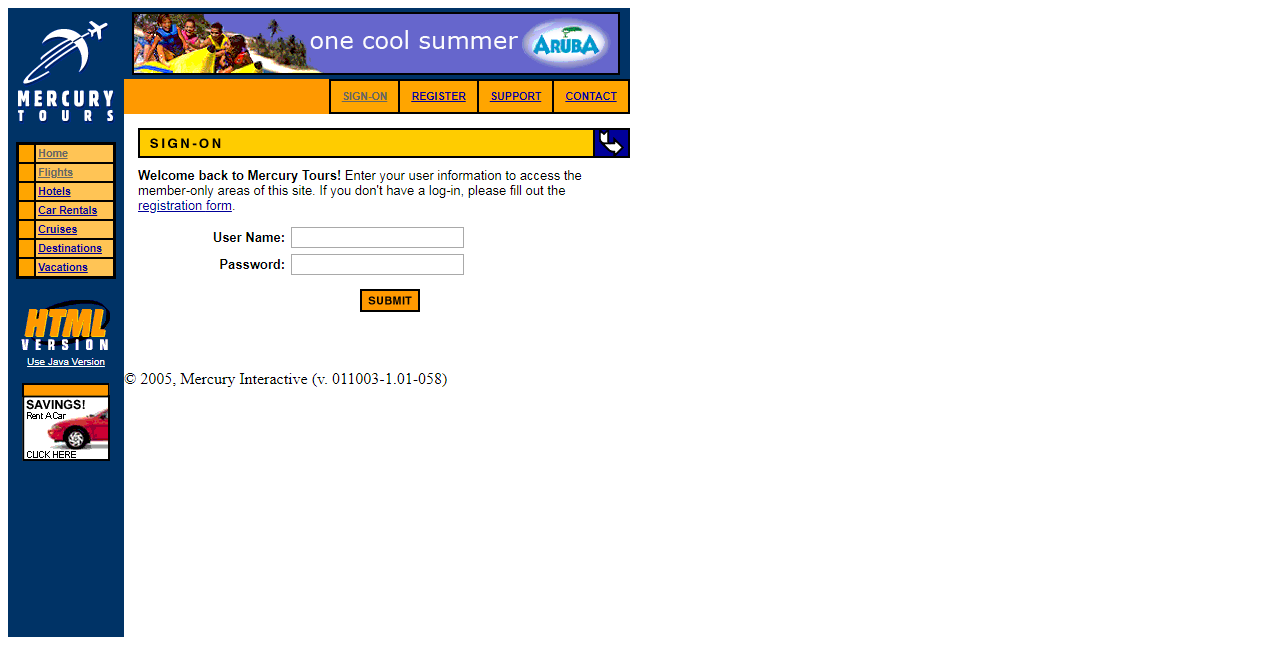 MERCURY
TOURS
one cool summer
ARUBA
SIGN-ON
REGISTER
SUPPORT
CONTACT
Home
Flights
Hotels
Car Rentals
Cruises
Destinations
Vacations
HTML
VERSION
Use Java Version
SAVINGS!
Rent A Car
CLICK HERE
SIGN-ON
Welcome back to Mercury Tours! Enter your user information to access the
member-only areas of this site. If you don't have a log-in, please fill out the
registration form.
User Name:
Password:
SUBMIT
© 2005, Mercury Interactive (v. 011003-1.01-058)